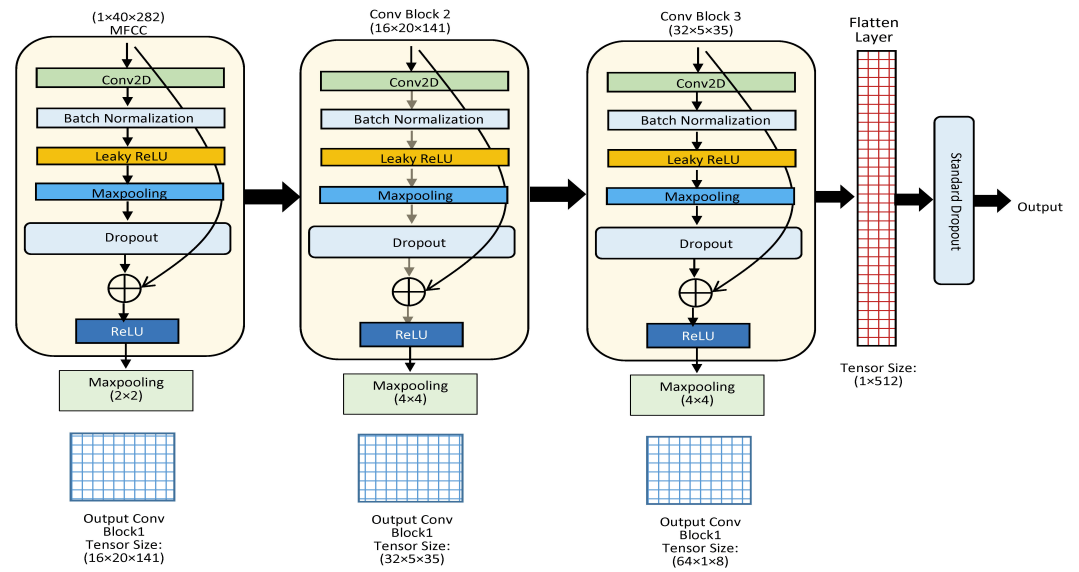 (1×40×282)
MFCC
Conv2D
Batch Normalization
Leaky ReLU
Maxpooling
Dropout
ReLU
Maxpooling
(2×2)
Output Conv
Block1
Tensor Size:
(16×20×141)
Conv Block 2
(16×20×141)
Conv2D
Batch Normalization
Leaky ReLU
Maxpooling
Dropout
ReLU
Maxpooling
(4×4)
Output Conv
Block1
Tensor Size:
(32×5×35)
Conv Block 3
(32×5×35)
Conv2D
Batch Normalization
Leaky ReLU
Maxpooling
Dropout
ReLU
Maxpooling
(4×4)
Output Conv
Block1
Tensor Size:
(64×1×8)
Flatten
Layer
Tensor Size:
(1×512)
Standard Dropout
Output